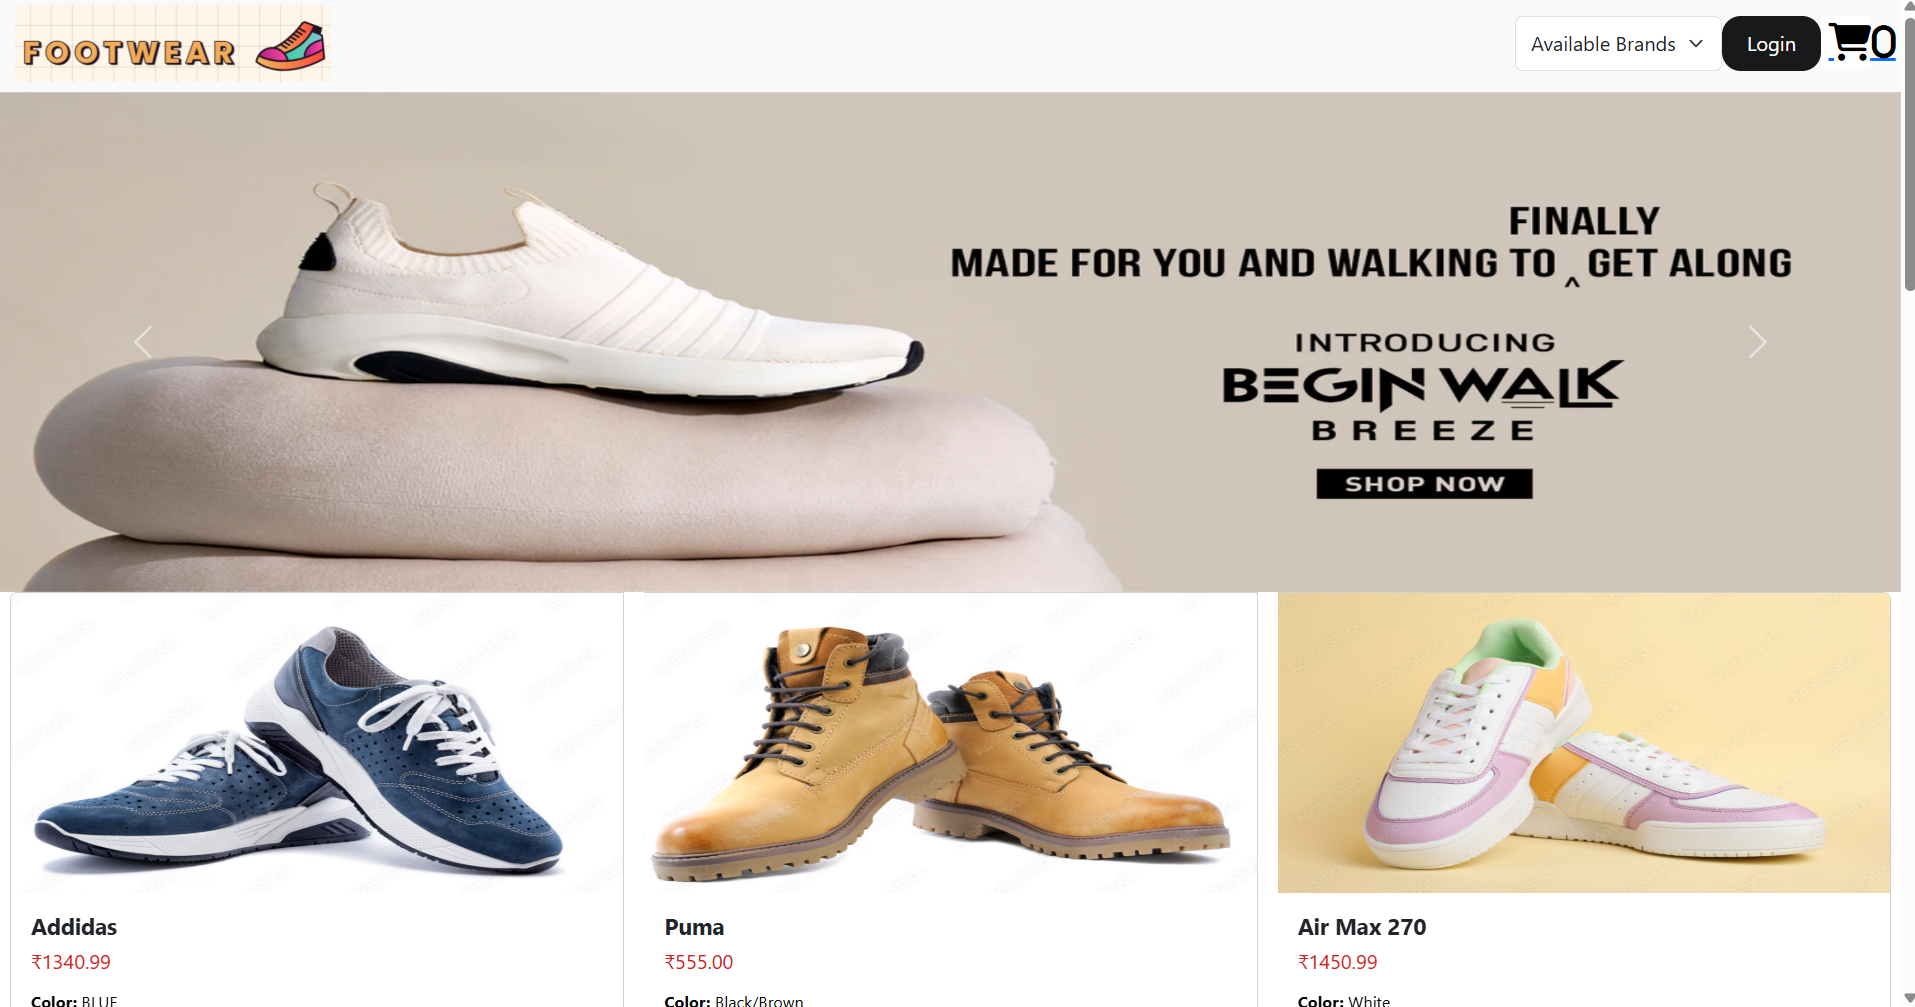 FOOTWEAR
Available Brands
Login
0
FINALLY
MADE FOR YOU AND WALKING TO ^ GET ALONG
INTRODUCING
BEGIN WALK
BREEZE
SHOP NOW
Addidas
₹1340.99
Color: BLUE
Puma
₹555.00
Color: Black/Brown
Air Max 270
₹1450.99
Color: White